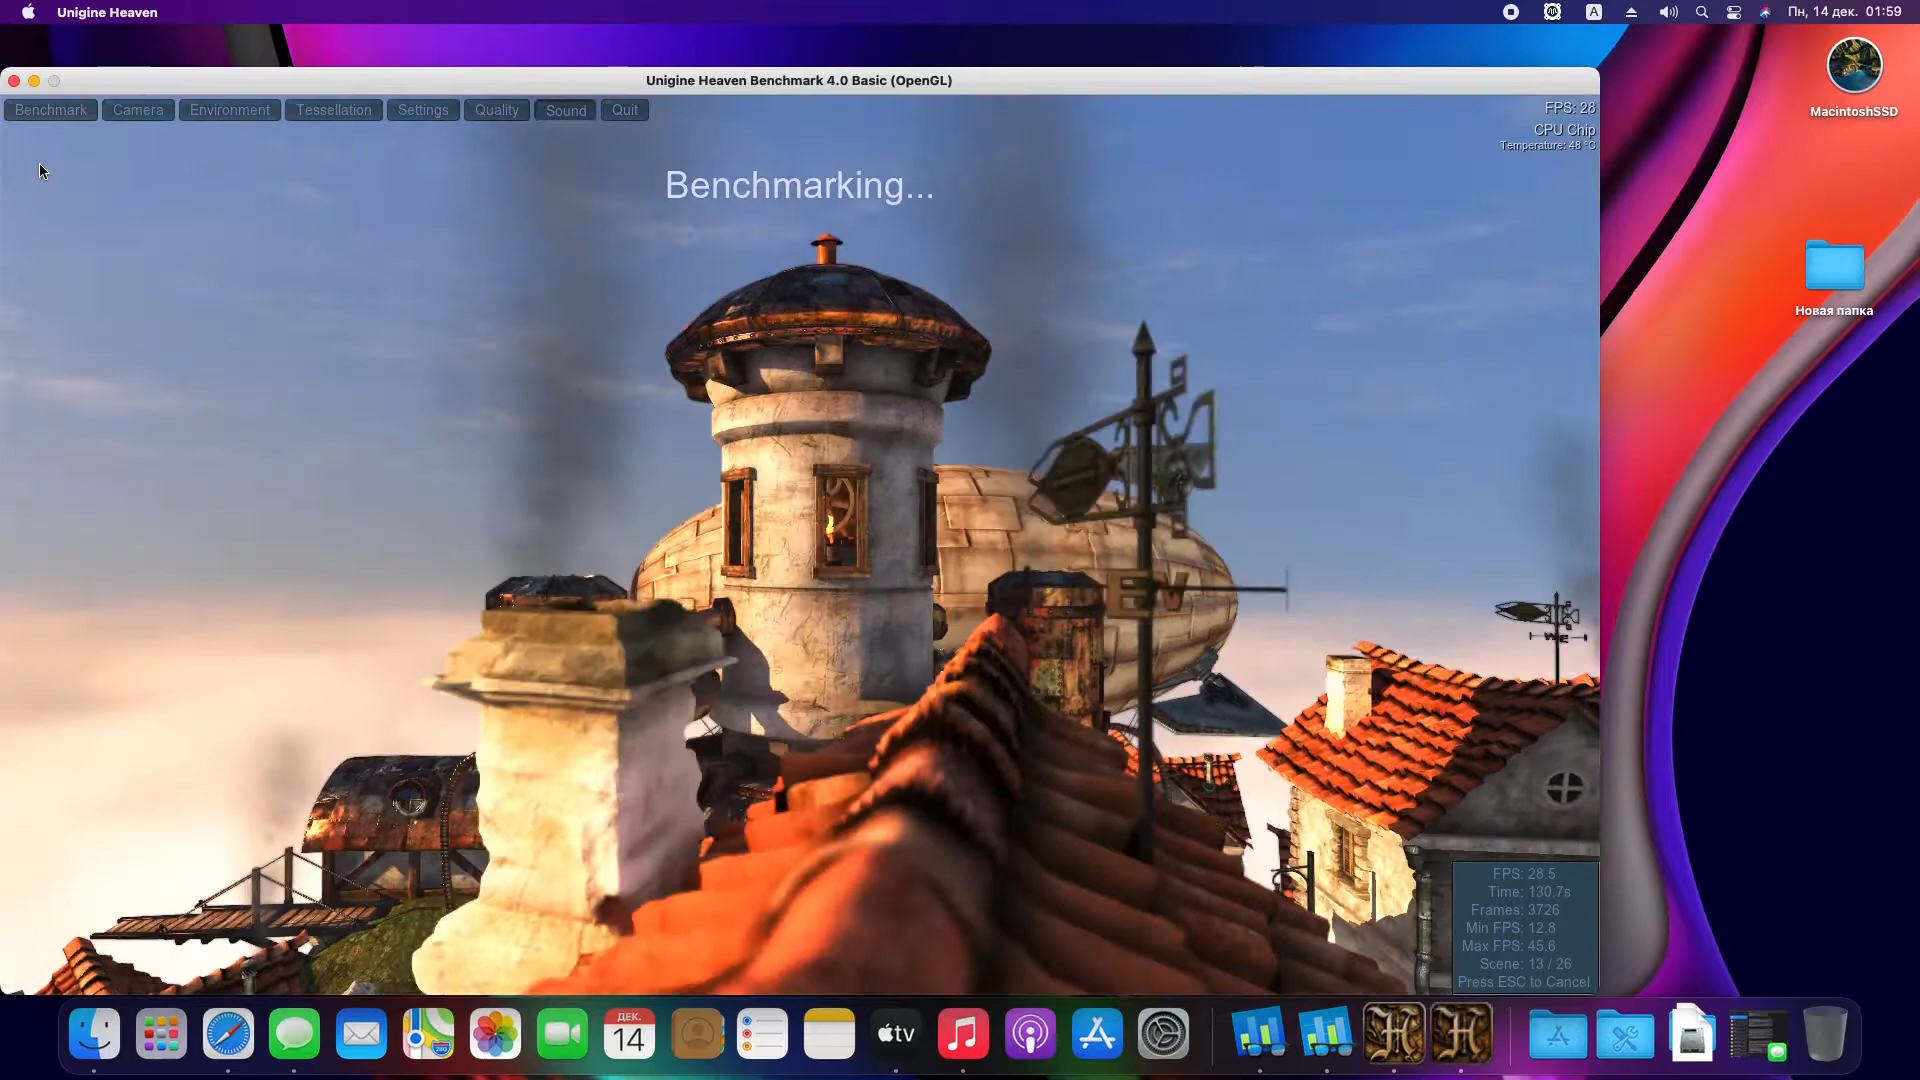 Unigine Heaven
A
Пн, 14 дек. 01:59
Unigine Heaven Benchmark 4.0 Basic (OpenGL)
Benchmark Camera Environment Tessellation Settings Quality Sound Quit
FPS: 28
CPU Chip
Temperature: 48 °C
Benchmarking...
MacintoshSSD
Новая папка
E W
W E
FPS: 28.5
Time: 130.7s
Frames: 3726
Min FPS: 12.8
Max FPS: 45.6
Scene: 13 / 26
Press ESC to Cancel
ДЕК.
14
tv